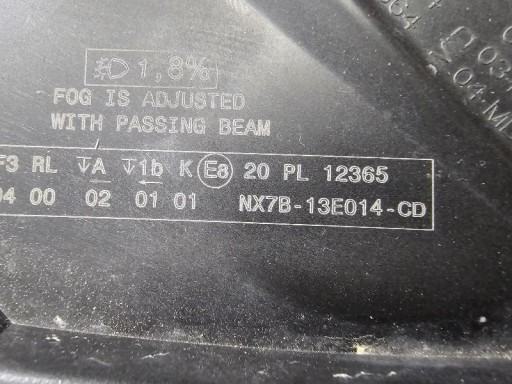 1,8%
FOG IS ADJUSTED
WITH PASSING BEAM
F3 RL A 1b K E8 20 PL 12365
04 00 02 01 01 NX7B-13E014-CD